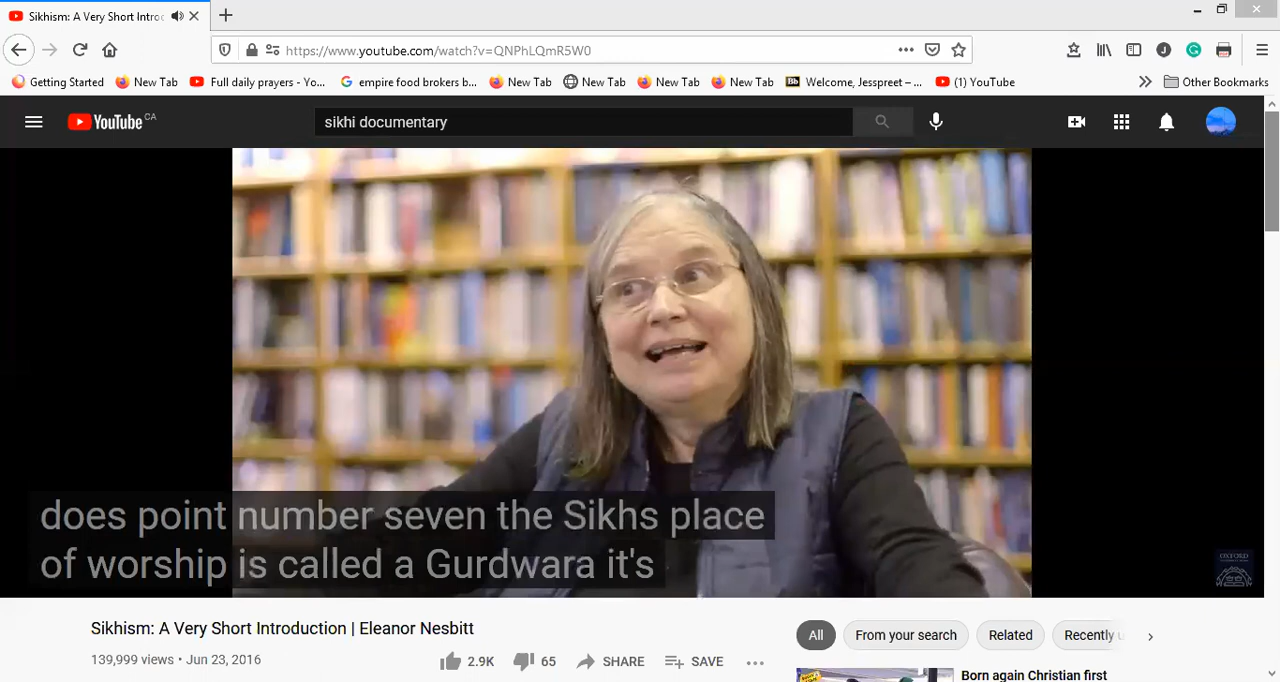 Sikhism: A Very Short Introd
https://www.youtube.com/watch?v=QNPhLQmR5W0
Getting Started
New Tab
Full daily prayers - Yo...
empire food brokers b...
New Tab
New Tab
New Tab
New Tab
Bb
Welcome, Jesspreet – ...
(1) YouTube
Other Bookmarks
YouTube CA
sikhi documentary
does point number seven the Sikhs place
of worship is called a Gurdwara it's
OXFORD
Sikhism: A Very Short Introduction | Eleanor Nesbitt
139,999 views • Jun 23, 2016
2.9K
65
SHARE
SAVE
All
From your search
Related
Recently u
Born again Christian first